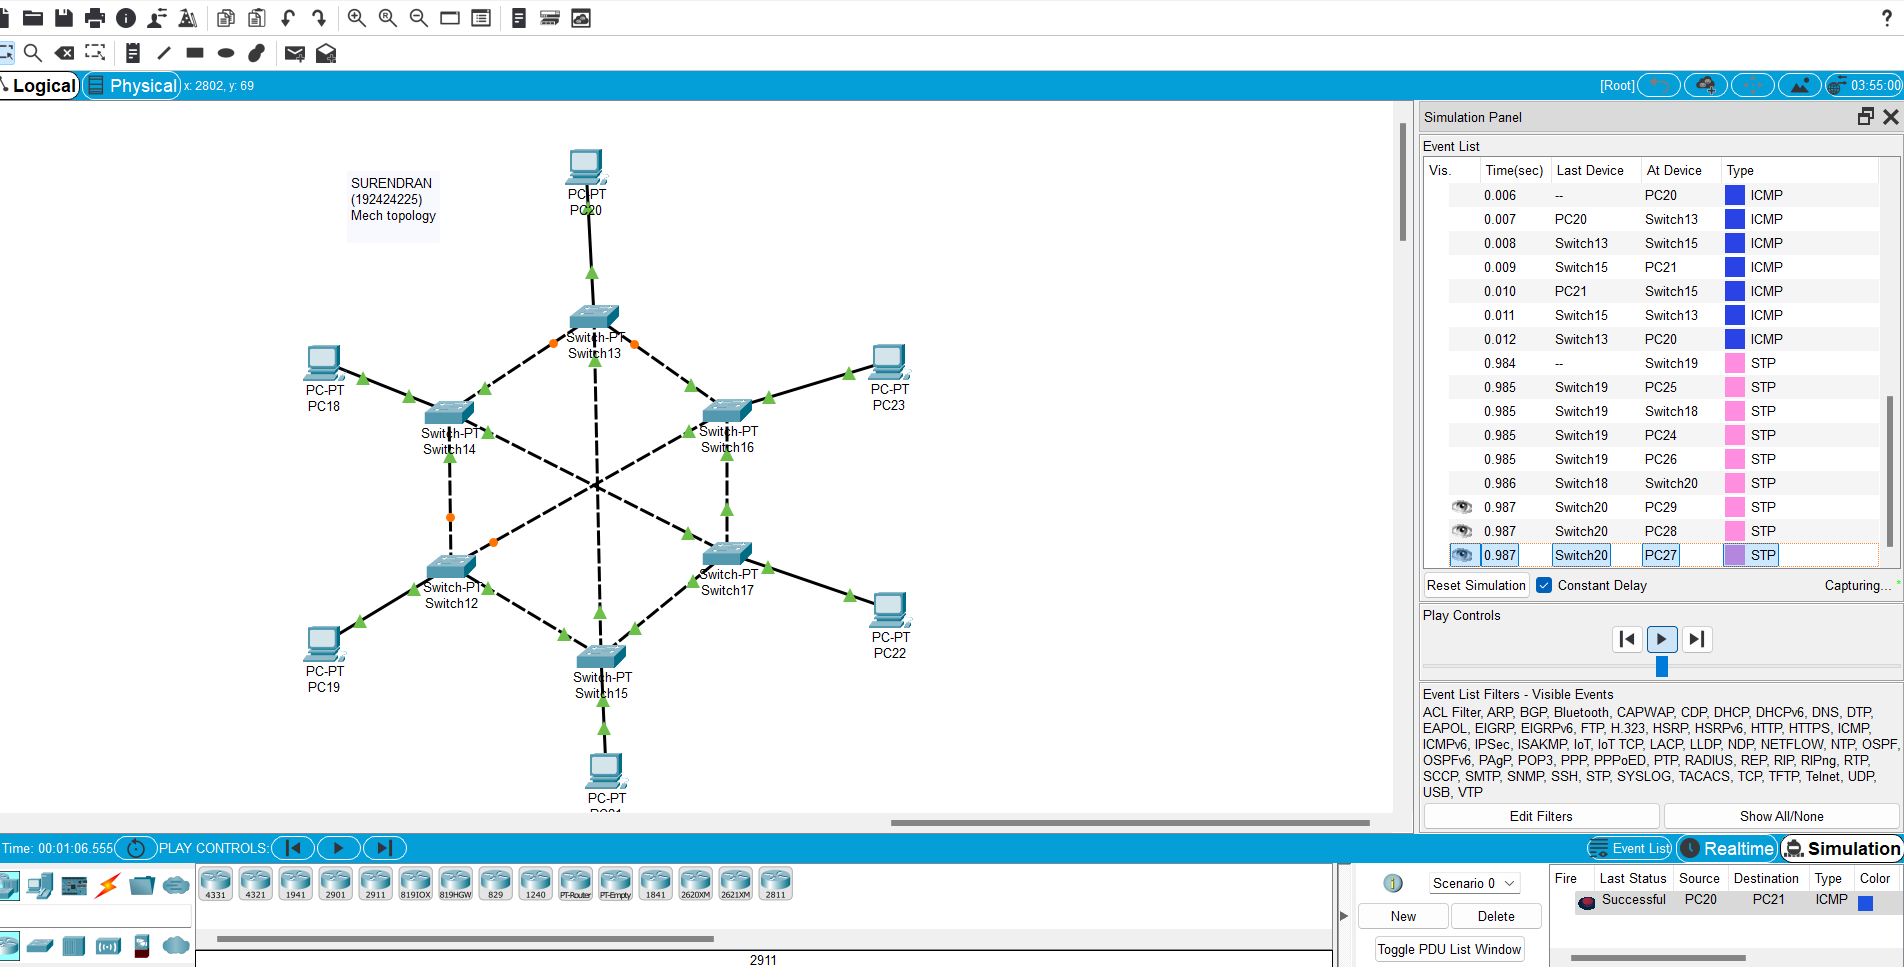 ?
Logical
Physical
x: 2802, y: 69
[Root]
03:55:00
SURENDRAN
(192424225)
Mech topology
PC-PT
PC20
Switch-PT
Switch13
PC-PT
PC18
PC-PT
PC23
Switch-PT
Switch14
Switch-PT
Switch16
Switch-PT
Switch12
Switch-PT
Switch17
PC-PT
PC22
PC-PT
PC19
Switch-PT
Switch15
PC-PT
Simulation Panel
Event List
Vis. Time(sec) Last Device At Device Type
0.006 -- PC20 ICMP
0.007 PC20 Switch13 ICMP
0.008 Switch13 Switch15 ICMP
0.009 Switch15 PC21 ICMP
0.010 PC21 Switch15 ICMP
0.011 Switch15 Switch13 ICMP
0.012 Switch13 PC20 ICMP
0.984 -- Switch19 STP
0.985 Switch19 PC25 STP
0.985 Switch19 Switch18 STP
0.985 Switch19 PC24 STP
0.985 Switch19 PC26 STP
0.986 Switch18 Switch20 STP
0.987 Switch20 PC29 STP
0.987 Switch20 PC28 STP
0.987 Switch20 PC27 STP
Reset Simulation Constant Delay Capturing... *
Play Controls
Event List Filters - Visible Events
ACL Filter, ARP, BGP, Bluetooth, CAPWAP, CDP, DHCP, DHCPv6, DNS, DTP,
EAPOL, EIGRP, EIGRPv6, FTP, H.323, HSRP, HSRPv6, HTTP, HTTPS, ICMP,
ICMPv6, IPSec, ISAKMP, IoT, IoT TCP, LACP, LLDP, NDP, NETFLOW, NTP, OSPF,
OSPFv6, PAgP, POP3, PPP, PPPoED, PTP, RADIUS, REP, RIP, RIPng, RTP,
SCCP, SMTP, SNMP, SSH, STP, SYSLOG, TACACS, TCP, TFTP, Telnet, UDP,
USB, VTP
Edit Filters Show All/None
Time: 00:01:06.555 PLAY CONTROLS:
Event List Realtime Simulation
4331 4321 1941 2901 2911 819IOX 819HGW 829 1240 PT-Router PT-Empty 1841 2620XM 2621XM 2811
2911
Scenario 0
New Delete
Toggle PDU List Window
Fire Last Status Source Destination Type Color
Successful PC20 PC21 ICMP